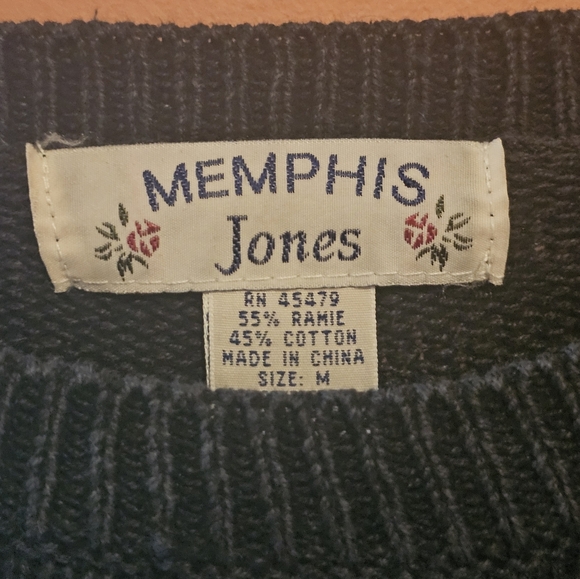 MEMPHIS
Jones
RN 45479
55% RAMIE
45% COTTON
MADE IN CHINA
SIZE: M